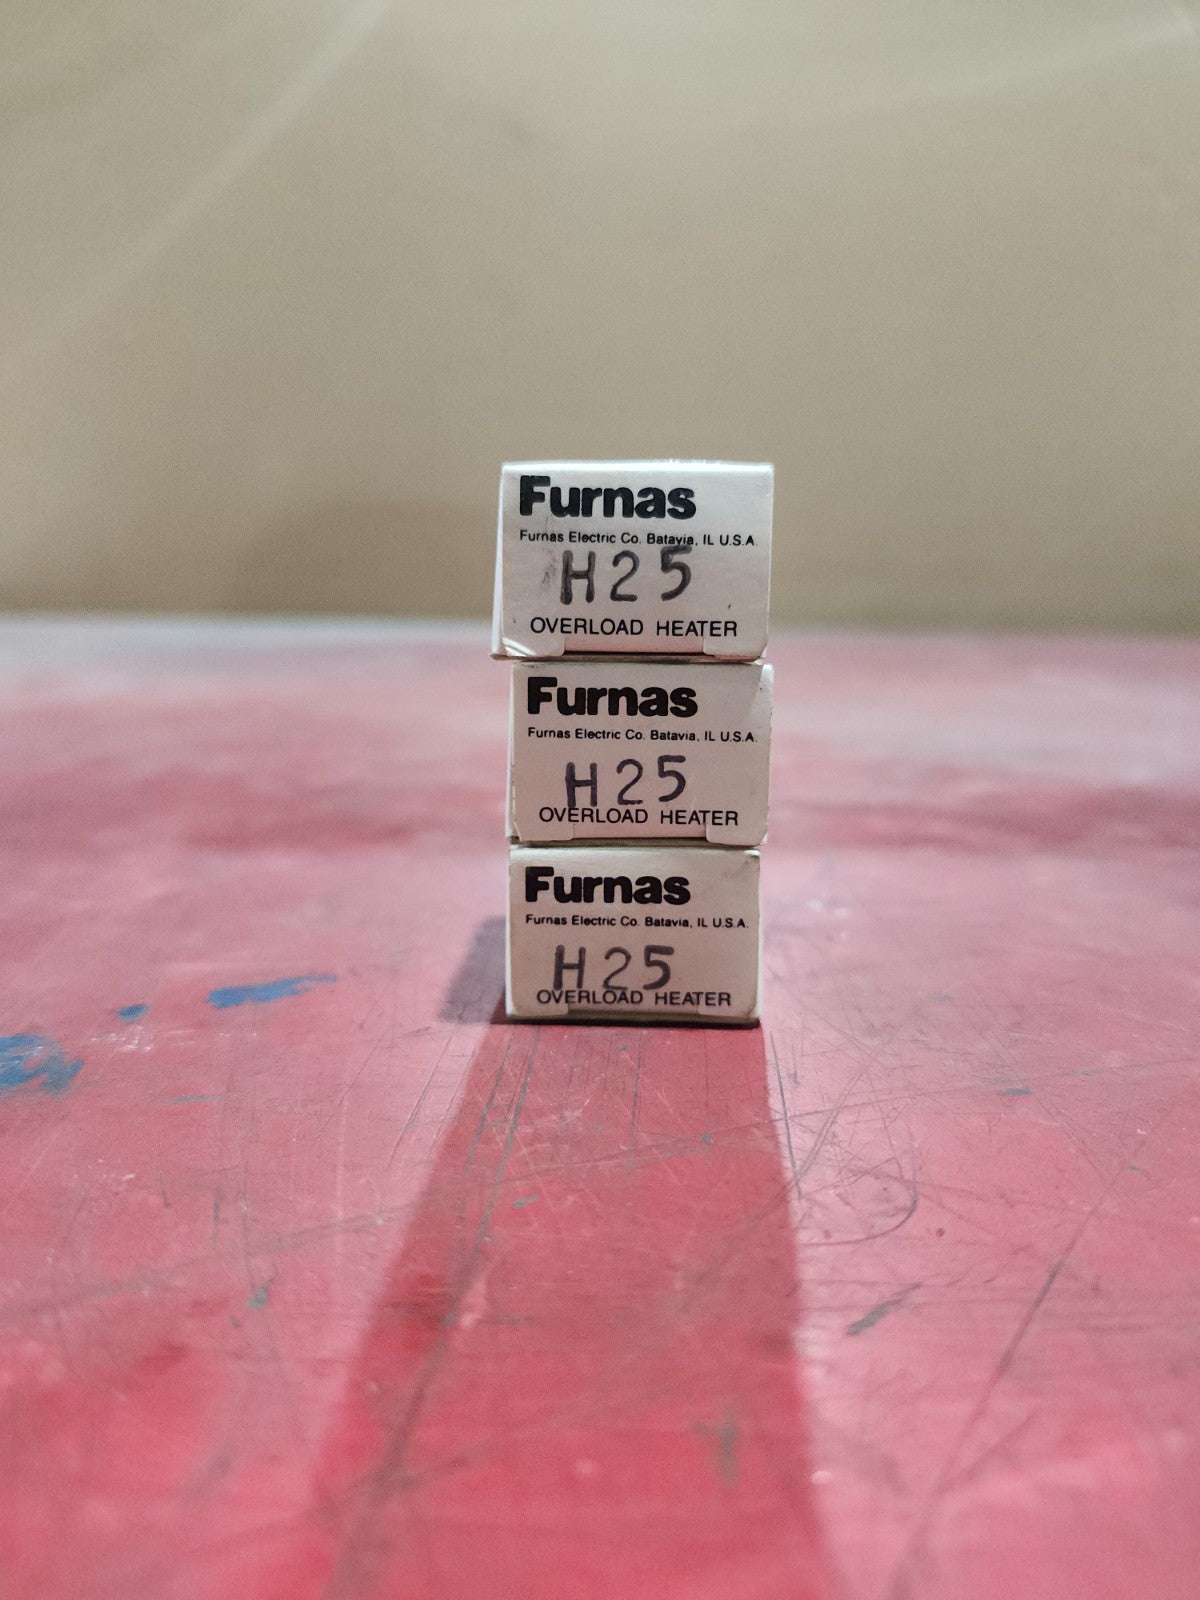 Furnas
Furnas Electric Co. Batavia, IL U.S.A.
H25
OVERLOAD HEATER
Furnas
Furnas Electric Co. Batavia, IL U.S.A.
H25
OVERLOAD HEATER
Furnas
Furnas Electric Co. Batavia, IL U.S.A.
H25
OVERLOAD HEATER